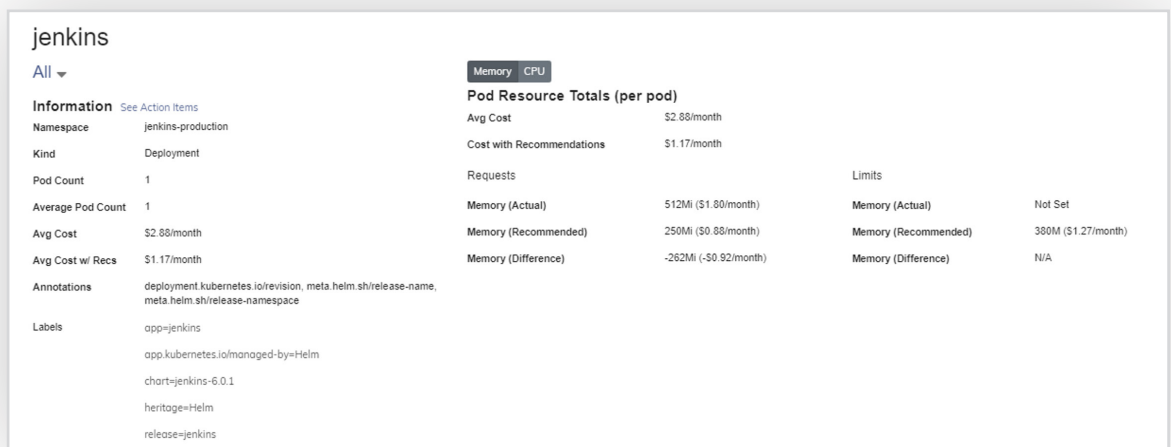 jenkins
All
Information See Action Items
Namespace jenkins-production
Kind Deployment
Pod Count 1
Average Pod Count 1
Avg Cost $2.88/month
Avg Cost w/ Recs $1.17/month
Annotations deployment.kubernetes.io/revision, meta.helm.sh/release-name,
meta.helm.sh/release-namespace
Labels app=jenkins
app.kubernetes.io/managed-by=Helm
chart=jenkins-6.0.1
heritage=Helm
release=jenkins
Memory CPU
Pod Resource Totals (per pod)
Avg Cost $2.88/month
Cost with Recommendations $1.17/month
Requests
Memory (Actual) 512Mi ($1.80/month)
Memory (Recommended) 250Mi ($0.88/month)
Memory (Difference) -262Mi (-$0.92/month)
Limits
Memory (Actual) Not Set
Memory (Recommended) 380M ($1.27/month)
Memory (Difference) N/A